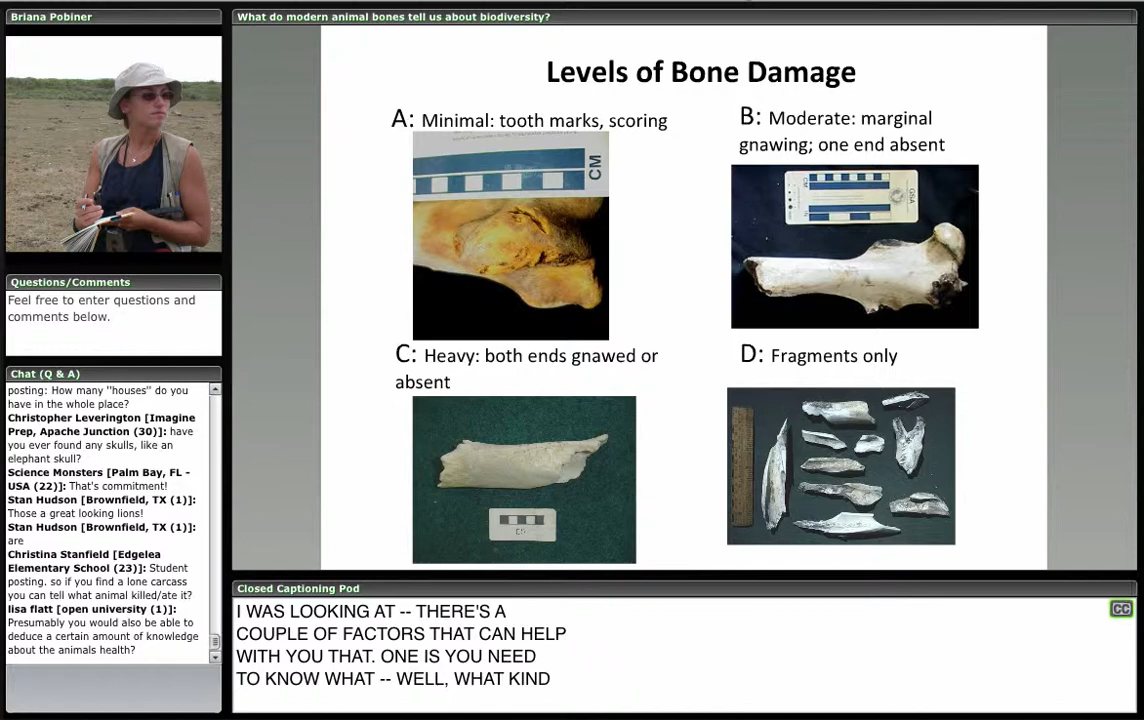 Briana Pobiner
What do modern animal bones tell us about biodiversity?
Levels of Bone Damage
A: Minimal: tooth marks, scoring
CM
B: Moderate: marginal
gnawing; one end absent
C: Heavy: both ends gnawed or
absent
D: Fragments only
Questions/Comments
Feel free to enter questions and
comments below.
Chat (Q & A)
posting: How many "houses" do you
have in the whole place?
Christopher Leverington [Imagine
Prep, Apache Junction (30)]: have
you ever found any skulls, like an
elephant skull?
Science Monsters [Palm Bay, FL -
USA (22)]: That's commitment!
Stan Hudson [Brownfield, TX (1)]:
Those a great looking lions!
Stan Hudson [Brownfield, TX (1)]:
are
Christina Stanfield [Edgelea
Elementary School (23)]: Student
posting. so if you find a lone carcass
you can tell what animal killed/ate it?
lisa flatt [open university (1)]:
Presumably you would also be able to
deduce a certain amount of knowledge
about the animals health?
Closed Captioning Pod
CC
I WAS LOOKING AT -- THERE'S A
COUPLE OF FACTORS THAT CAN HELP
WITH YOU THAT. ONE IS YOU NEED
TO KNOW WHAT -- WELL, WHAT KIND